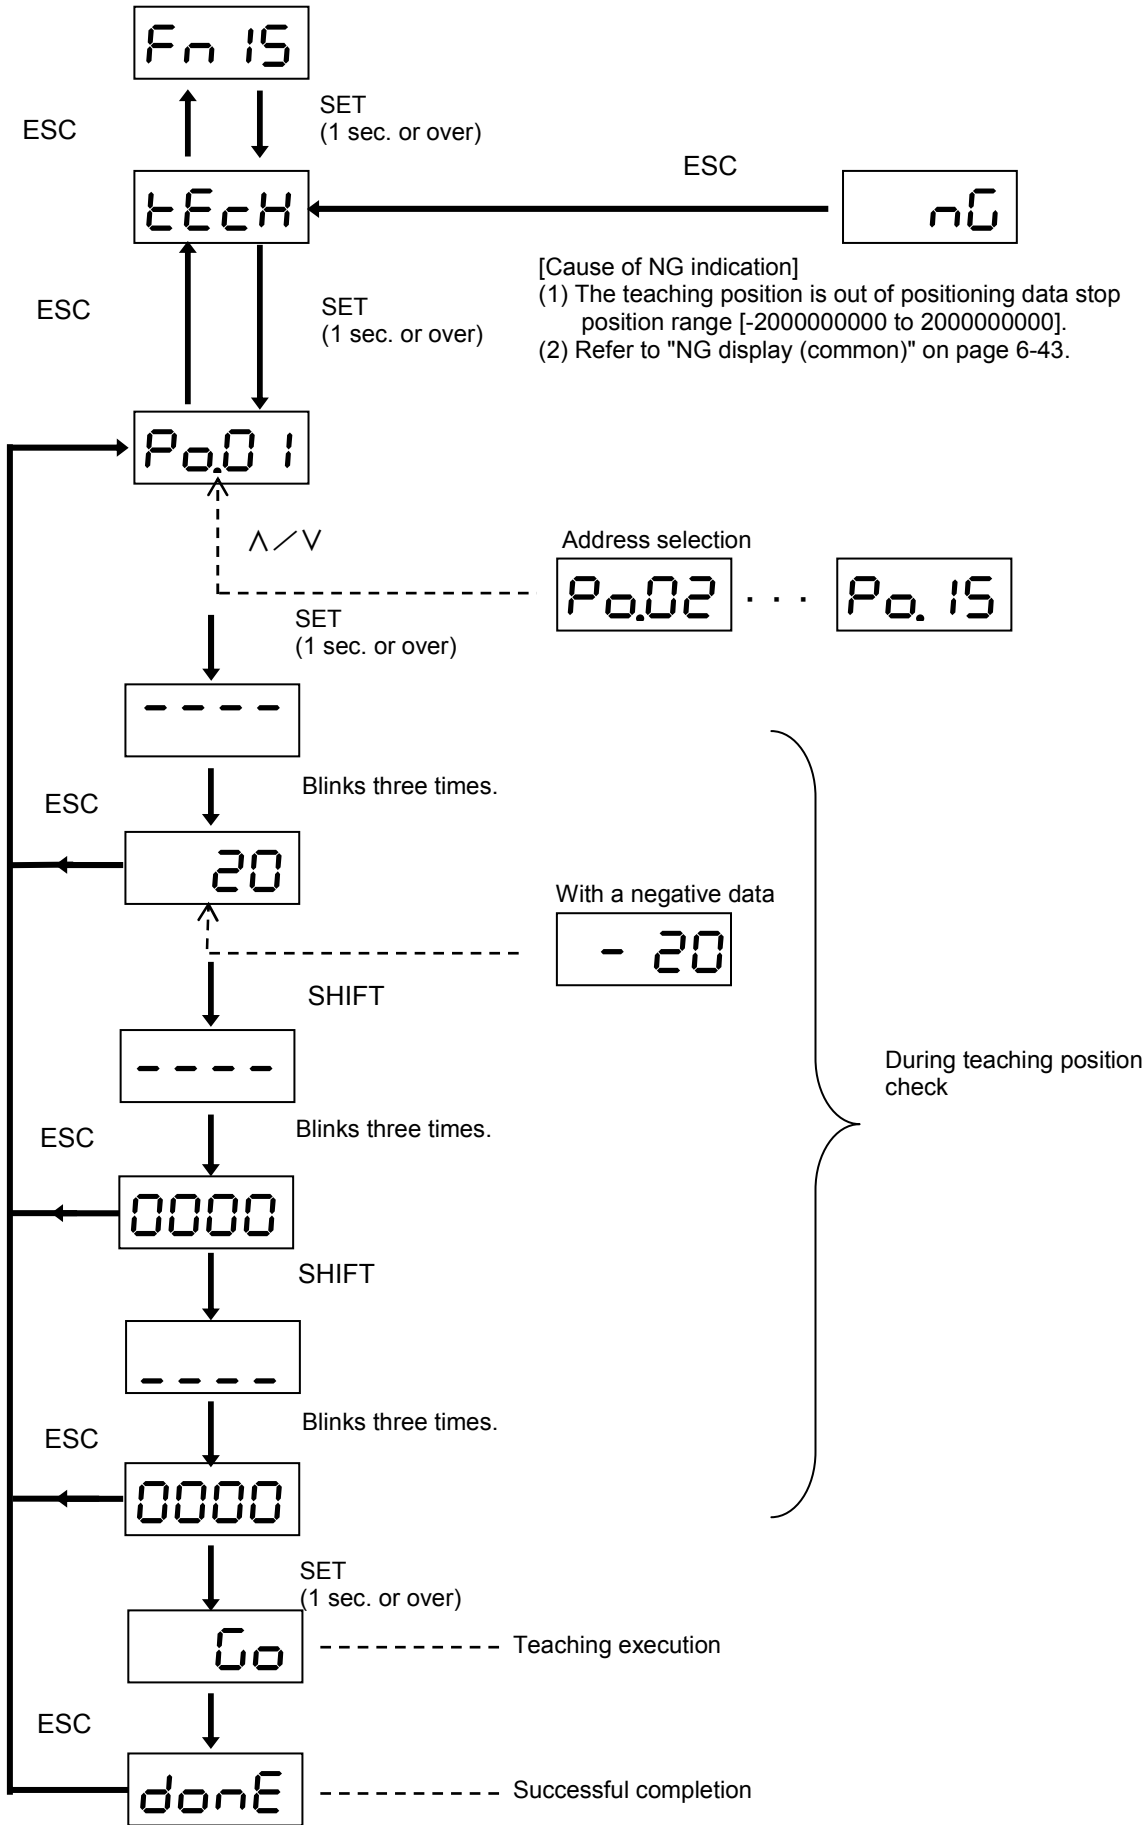 Fn 15
ESC
SET
(1 sec. or over)
ESC
tEcH
nG
[Cause of NG indication]
(1) The teaching position is out of positioning data stop
position range [-2000000000 to 2000000000].
(2) Refer to "NG display (common)" on page 6-43.
ESC
SET
(1 sec. or over)
Po.01
∧/∨
Address selection
Po.02 . . . Po.15
SET
(1 sec. or over)
----
Blinks three times.
ESC
20
With a negative data
- 20
SHIFT
----
During teaching position
check
Blinks three times.
ESC
0000
SHIFT
----
Blinks three times.
ESC
0000
SET
(1 sec. or over)
Go
Teaching execution
ESC
donE
Successful completion